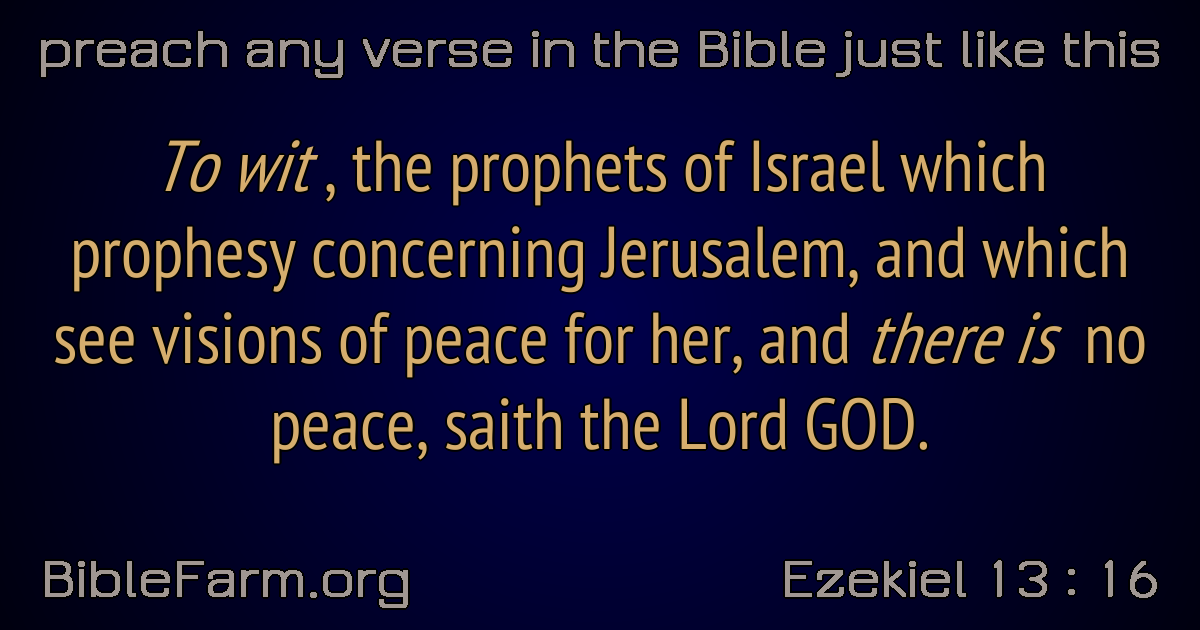 preach any verse in the Bible just like this
To wit , the prophets of Israel which
prophesy concerning Jerusalem, and which
see visions of peace for her, and there is no
peace, saith the Lord GOD.
BibleFarm.org
Ezekiel 13 : 16